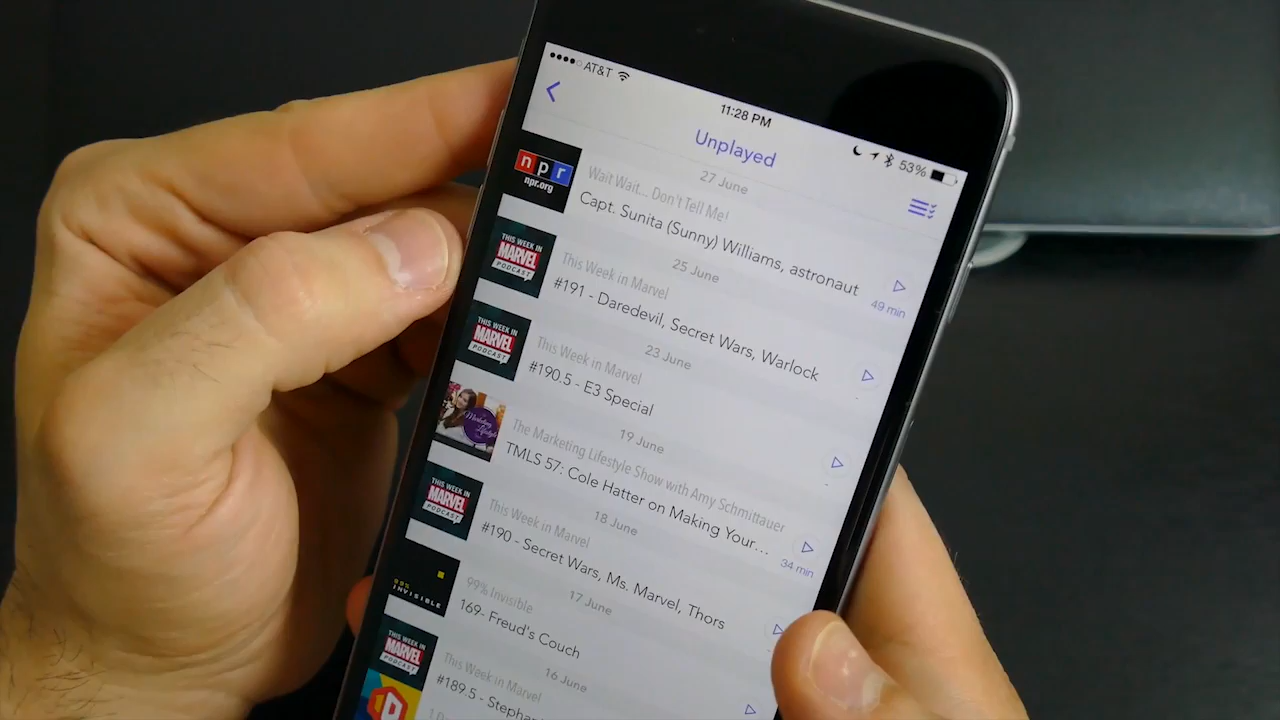 AT&T
11:28 PM
53%
Unplayed
27 June
npr
npr.org
Wait Wait... Don't Tell Me!
Capt. Sunita (Sunny) Williams, astronaut
49 min
25 June
THIS WEEK IN
MARVEL
PODCAST
This Week in Marvel
#191 - Daredevil, Secret Wars, Warlock
23 June
THIS WEEK IN
MARVEL
PODCAST
This Week in Marvel
#190.5 - E3 Special
19 June
The Marketing Lifestyle Show with Amy Schmittauer
TMLS 57: Cole Hatter on Making Your...
34 min
18 June
THIS WEEK IN
MARVEL
PODCAST
This Week in Marvel
#190 - Secret Wars, Ms. Marvel, Thors
17 June
99% INVISIBLE
99% Invisible
169- Freud's Couch
16 June
THIS WEEK IN
MARVEL
PODCAST
This Week in Marvel
#189.5 -